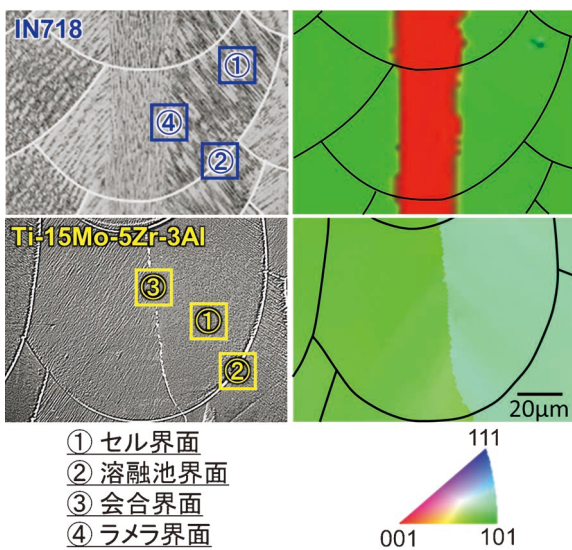 IN718
①
④
②
Ti-15Mo-5Zr-3Al
③
①
②
20μm
① セル界面
② 溶融池界面
③ 会合界面
④ ラメラ界面
111
001
101